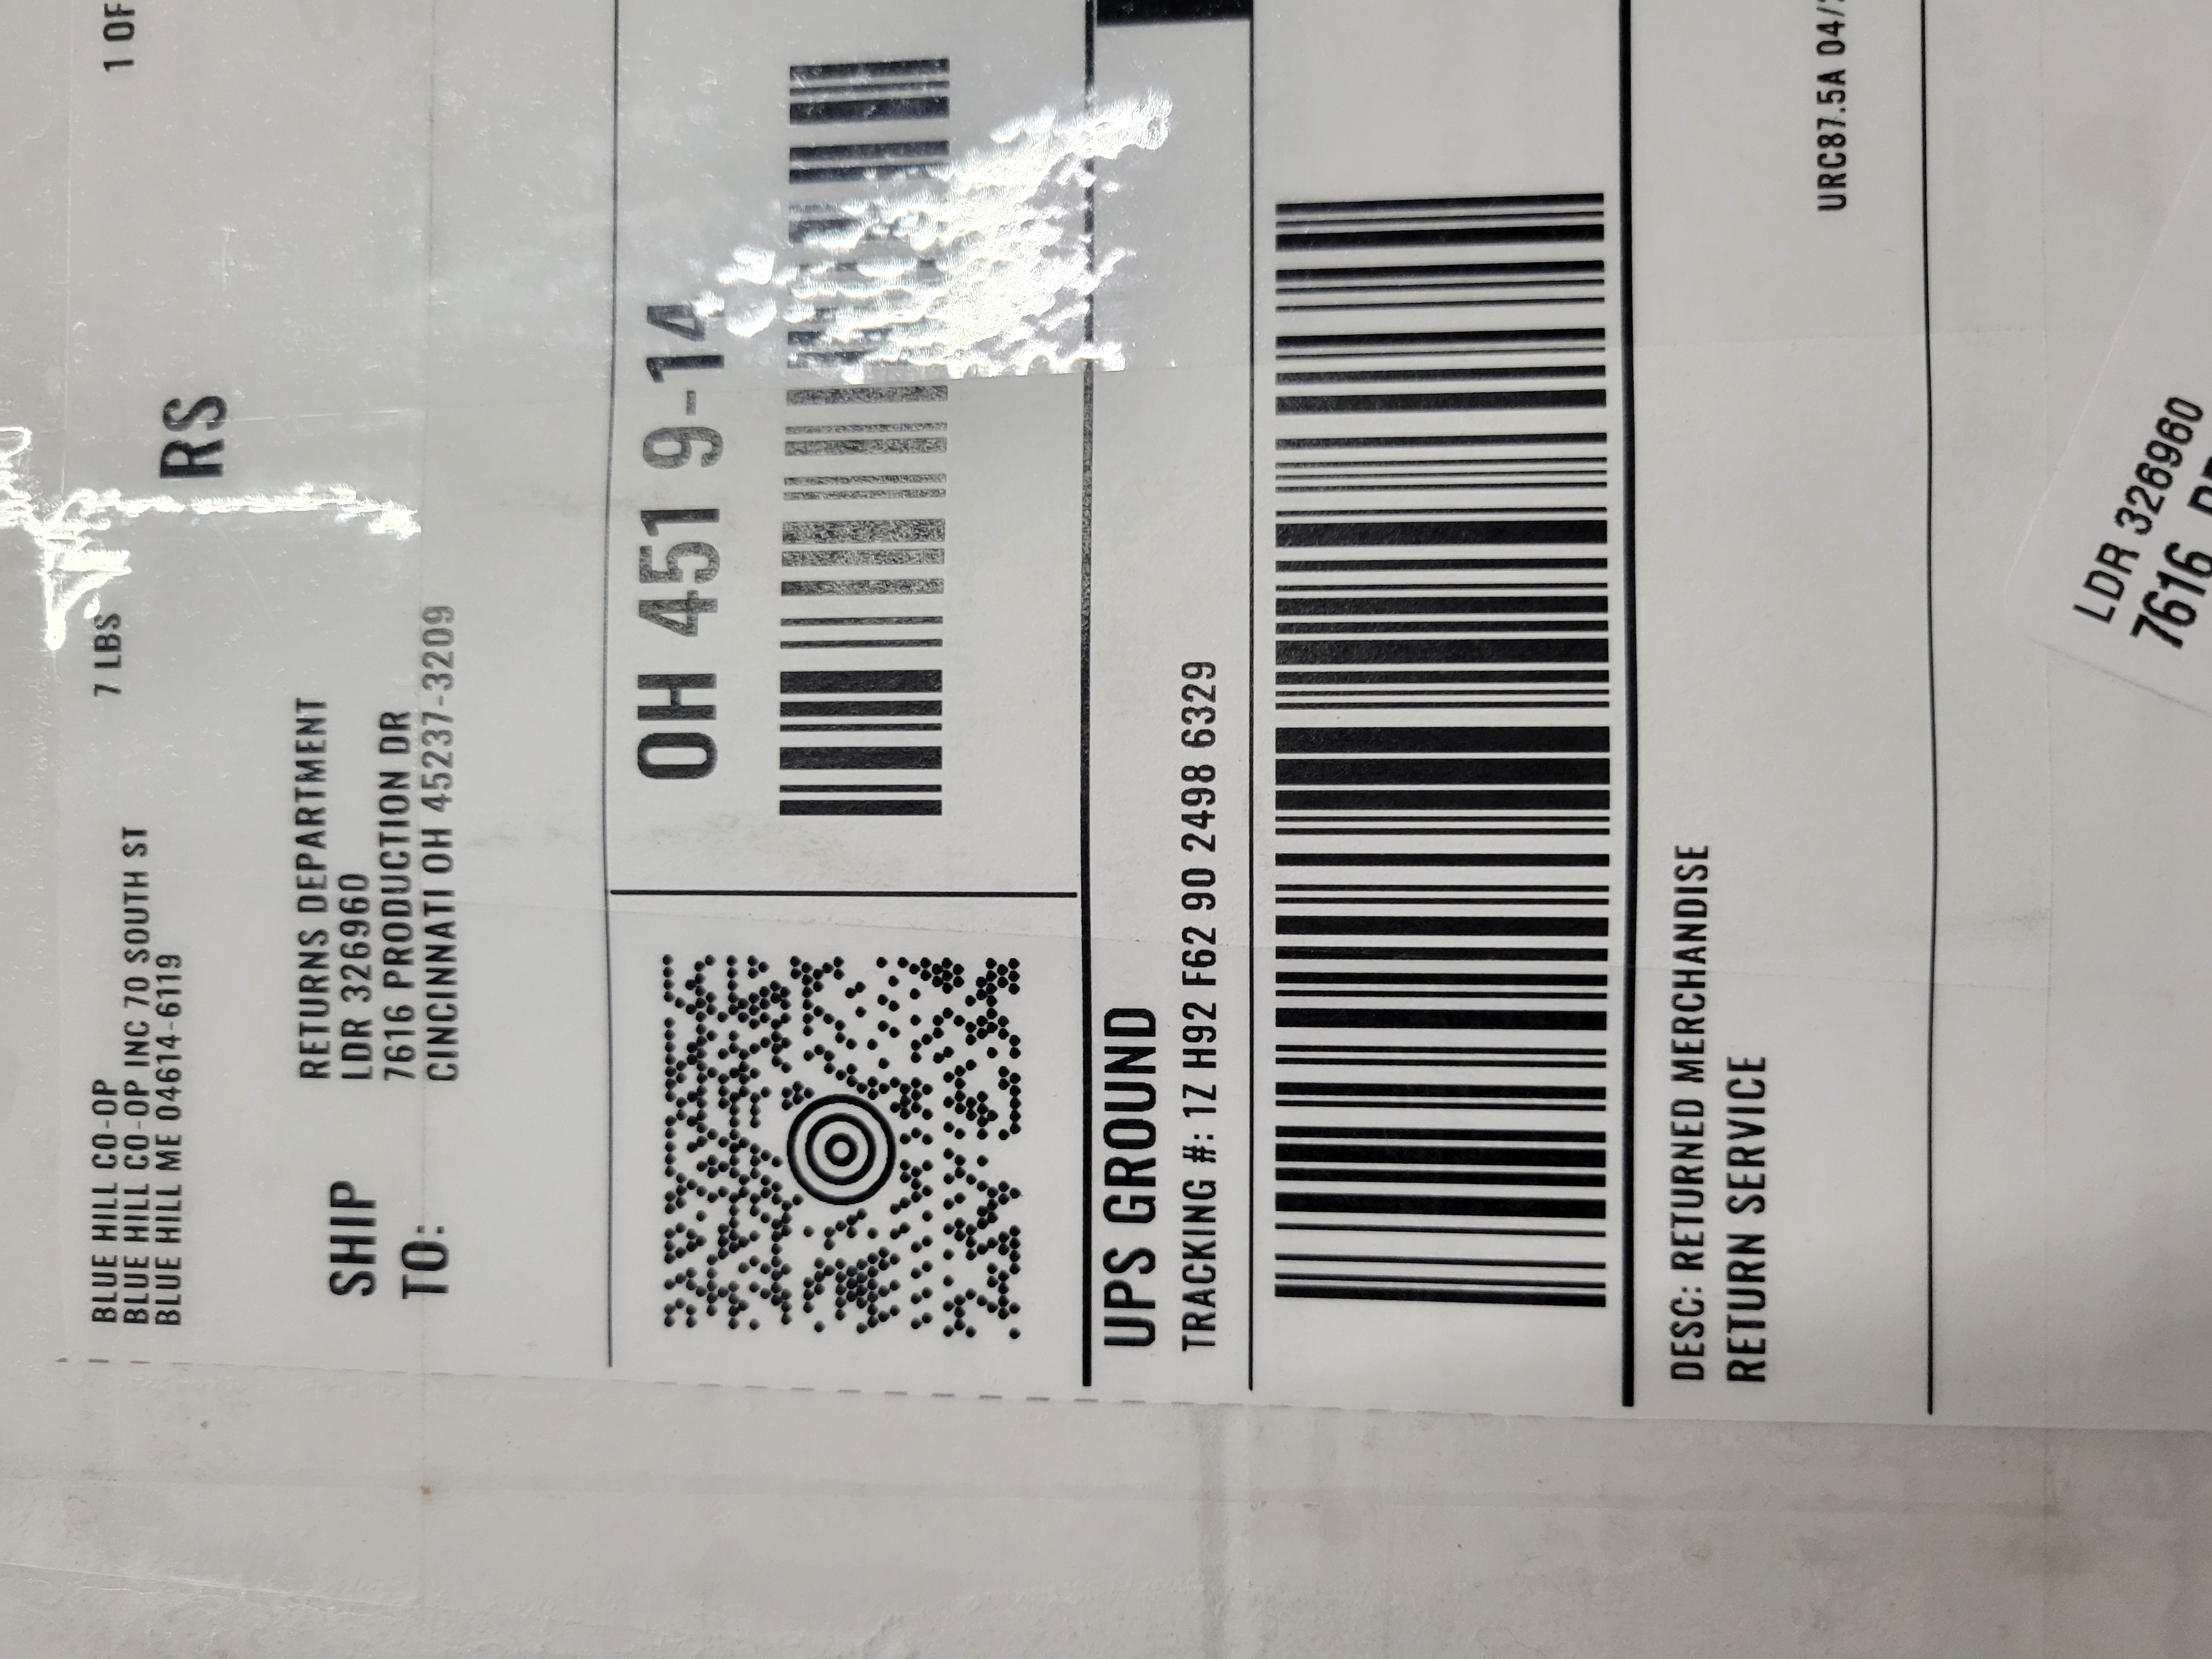 BLUE HILL CO-OP
BLUE HILL CO-OP INC 70 SOUTH ST
BLUE HILL ME 04614-6119
7 LBS
1 OF
RS
SHIP
TO:
RETURNS DEPARTMENT
LDR 326960
7616 PRODUCTION DR
CINCINNATI OH 45237-3209
OH 451 9-14
UPS GROUND
TRACKING #: 1Z H92 F62 90 2498 6329
DESC: RETURNED MERCHANDISE
RETURN SERVICE
URC87.5A 04/
LDR 326960
7616